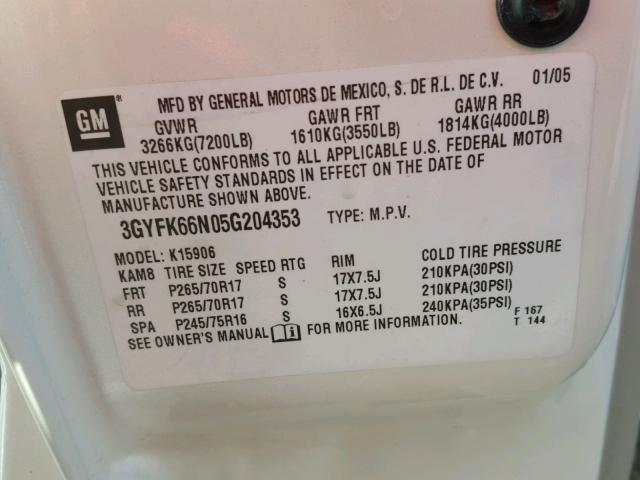 GM ®
MFD BY GENERAL MOTORS DE MEXICO, S. DE R.L. DE C.V. 01/05
GVWR GAWR FRT GAWR RR
3266KG(7200LB) 1610KG(3550LB) 1814KG(4000LB)
THIS VEHICLE CONFORMS TO ALL APPLICABLE U.S. FEDERAL MOTOR
VEHICLE SAFETY STANDARDS IN EFFECT ON THE DATE OF
MANUFACTURE SHOWN ABOVE.
3GYFK66N05G204353 TYPE: M.P.V.
MODEL: K15906
KAM8 TIRE SIZE SPEED RTG RIM COLD TIRE PRESSURE
FRT P265/70R17 S 17X7.5J 210KPA(30PSI)
RR P265/70R17 S 17X7.5J 210KPA(30PSI)
SPA P245/75R16 S 16X6.5J 240KPA(35PSI) F 167
SEE OWNER'S MANUAL FOR MORE INFORMATION. T 144